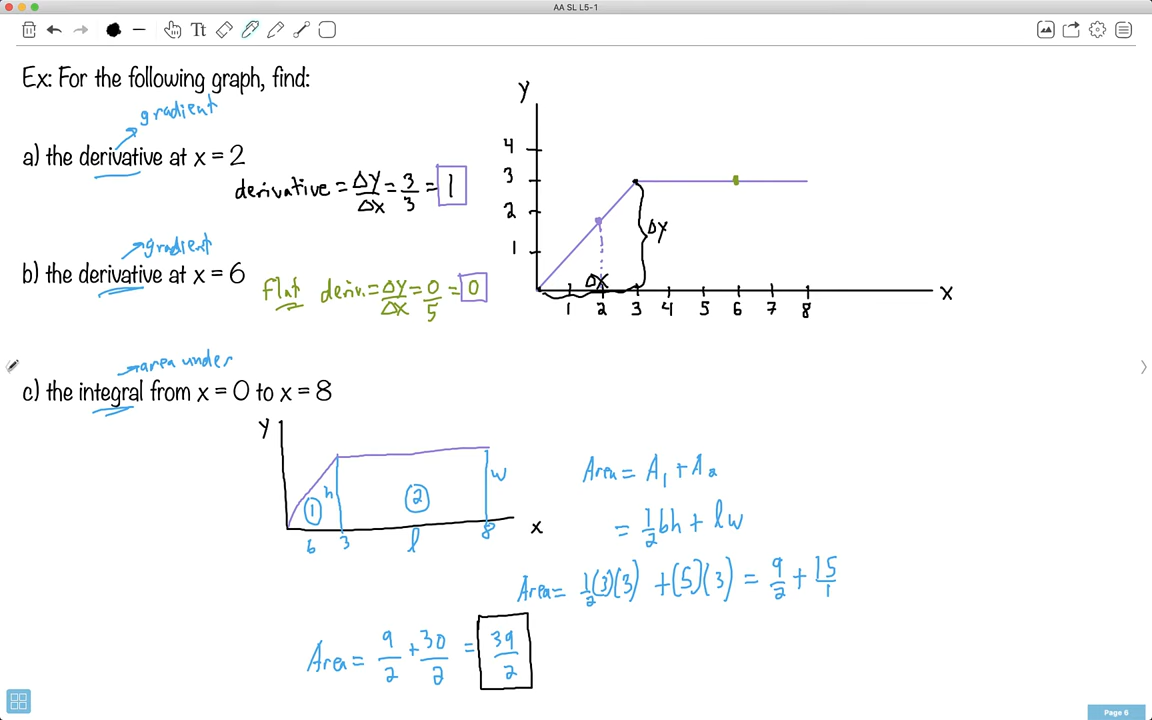 AA SL L5-1
Tt
Ex: For the following graph, find:
gradient
a) the derivative at x = 2
derivative = ΔY/ΔX = 3/3 = 1
gradient
b) the derivative at x = 6
Flat deriv. = ΔY/ΔX = 0/5 = 0
Y
4
3
2
1
ΔY
ΔX
1 2 3 4 5 6 7 8
X
area under
c) the integral from x = 0 to x = 8
Y
h
w
1
2
b 3 l 8
X
Area = A₁ + A₂
= 1/2 bh + lw
Area = 1/2 (3)(3) + (5)(3) = 9/2 + 15/1
Area = 9/2 + 30/2 = 39/2
Page 6